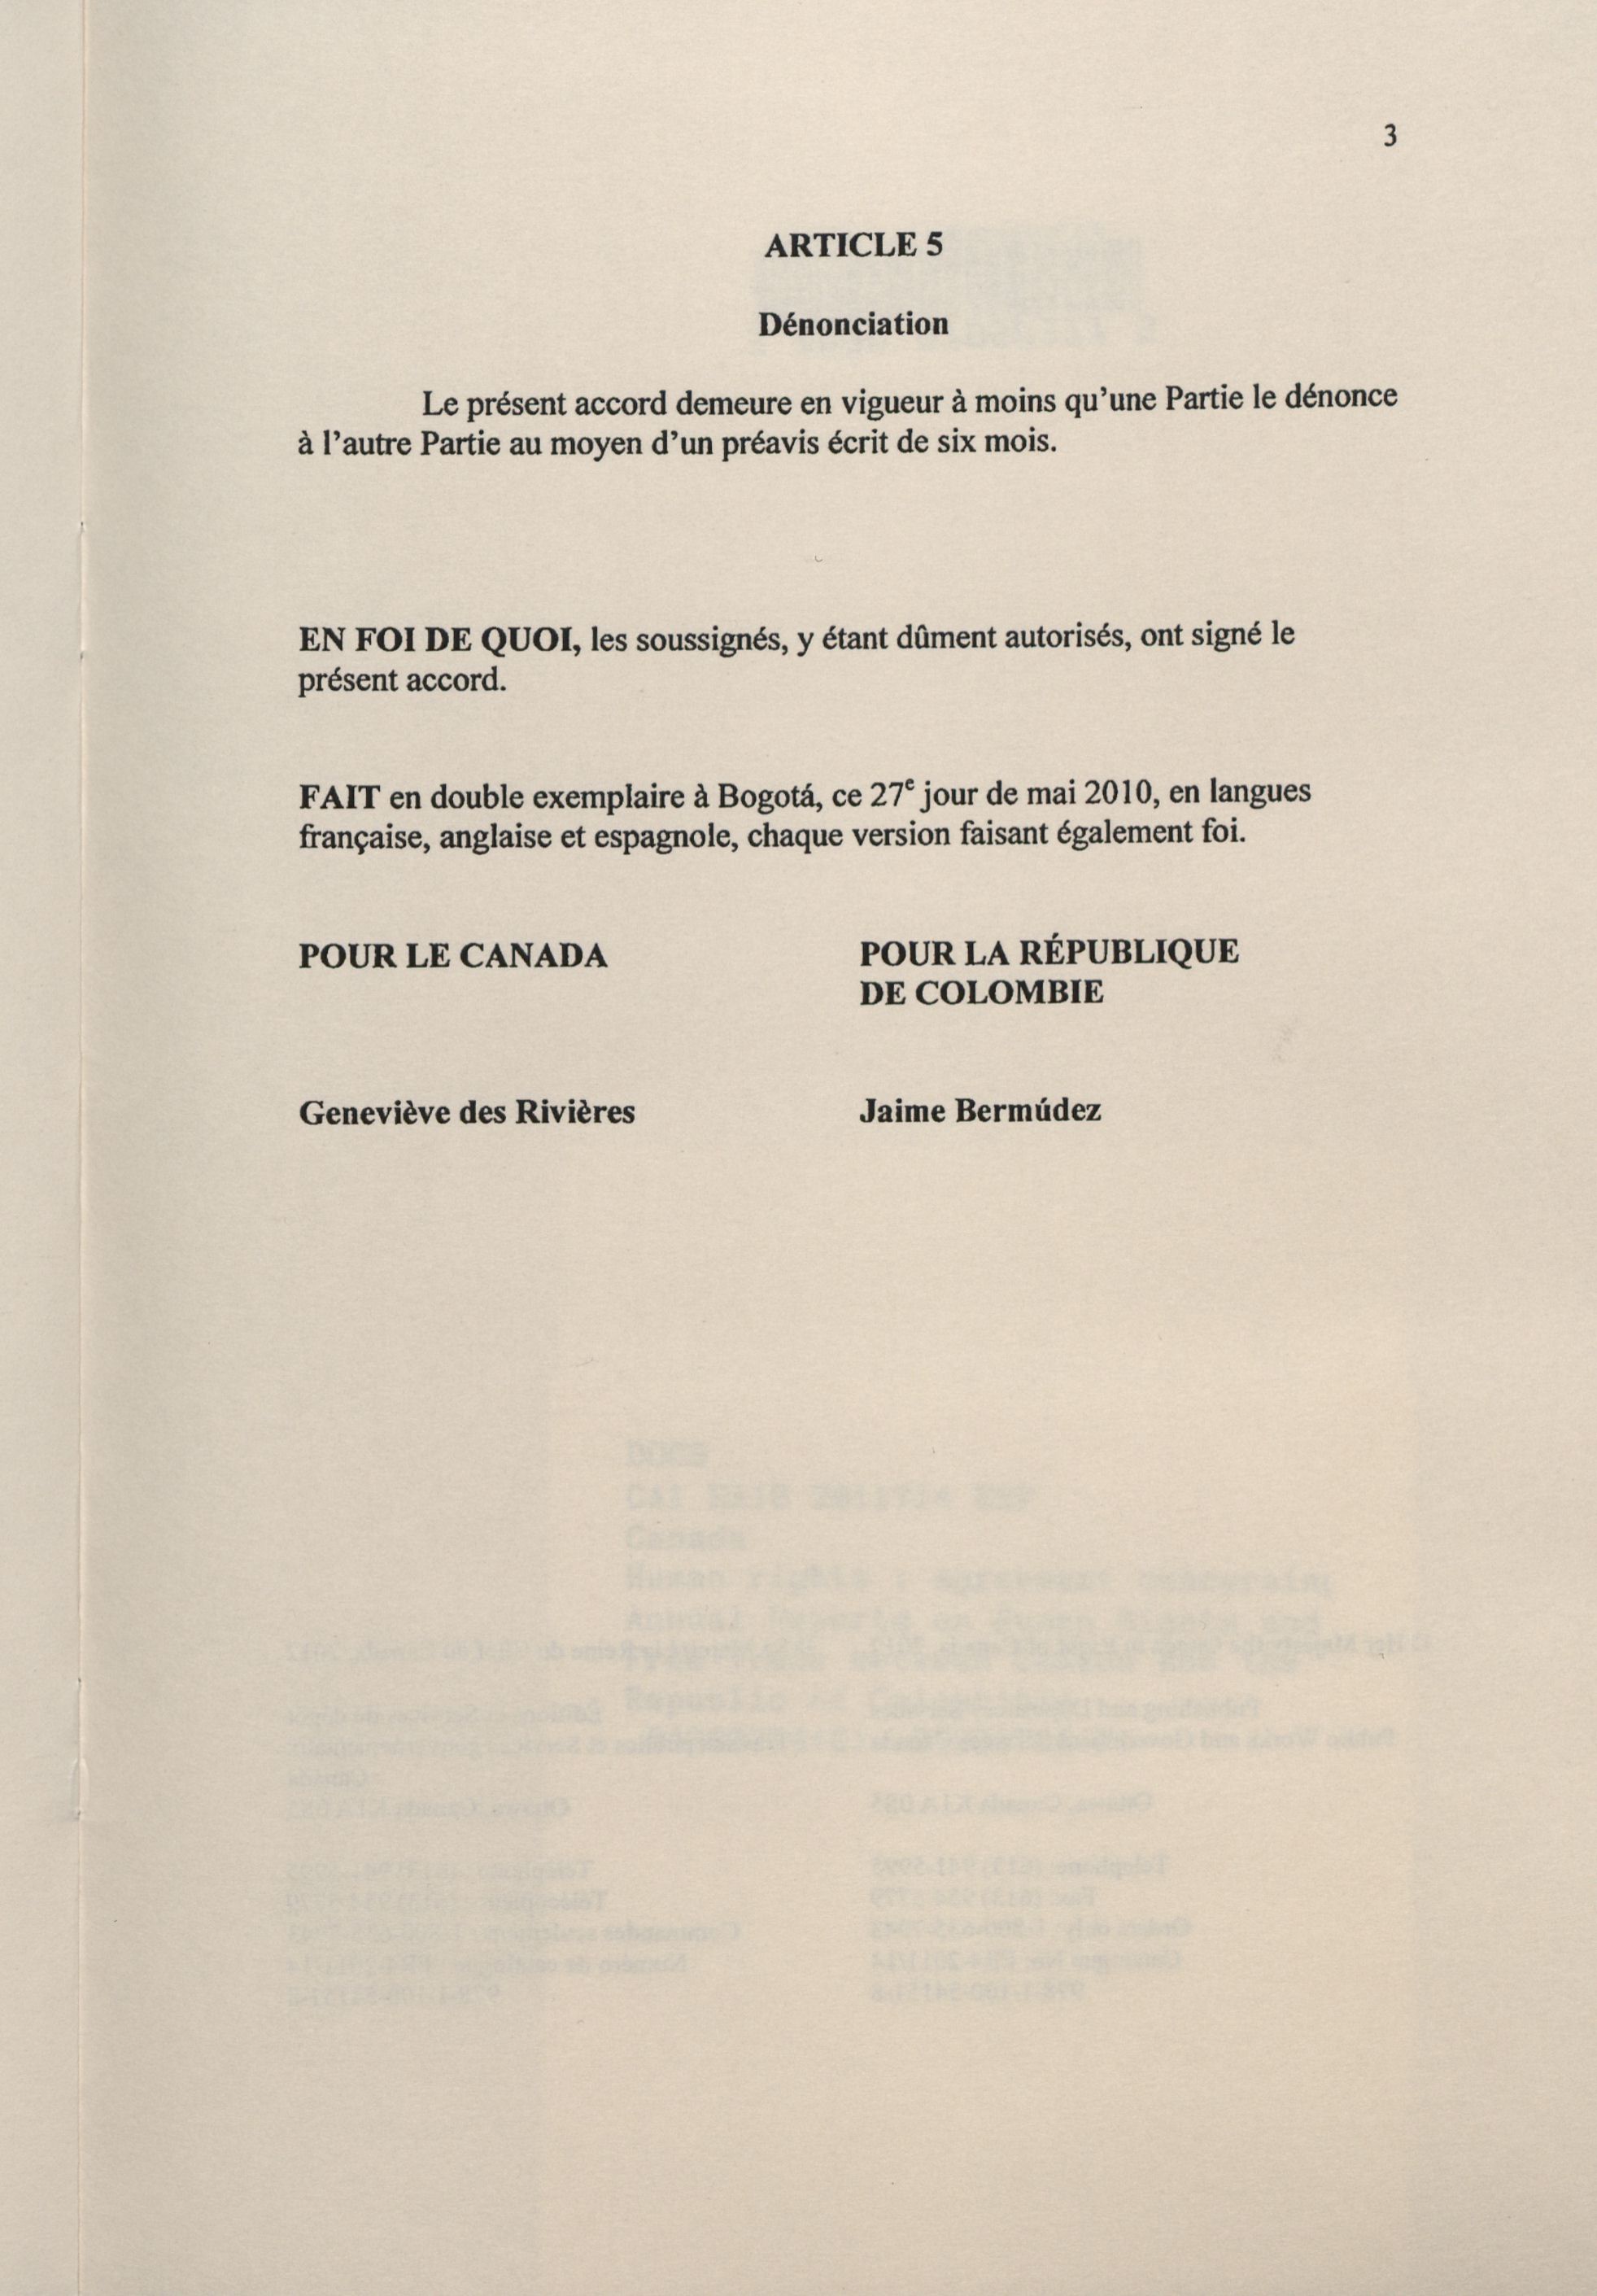 3
ARTICLE 5
Dénonciation
Le présent accord demeure en vigueur à moins qu'une Partie le dénonce
à l'autre Partie au moyen d'un préavis écrit de six mois.
EN FOI DE QUOI, les soussignés, y étant dûment autorisés, ont signé le
présent accord.
FAIT en double exemplaire à Bogotá, ce 27e jour de mai 2010, en langues
française, anglaise et espagnole, chaque version faisant également foi.
POUR LE CANADA
POUR LA RÉPUBLIQUE
DE COLOMBIE
Geneviève des Rivières
Jaime Bermúdez